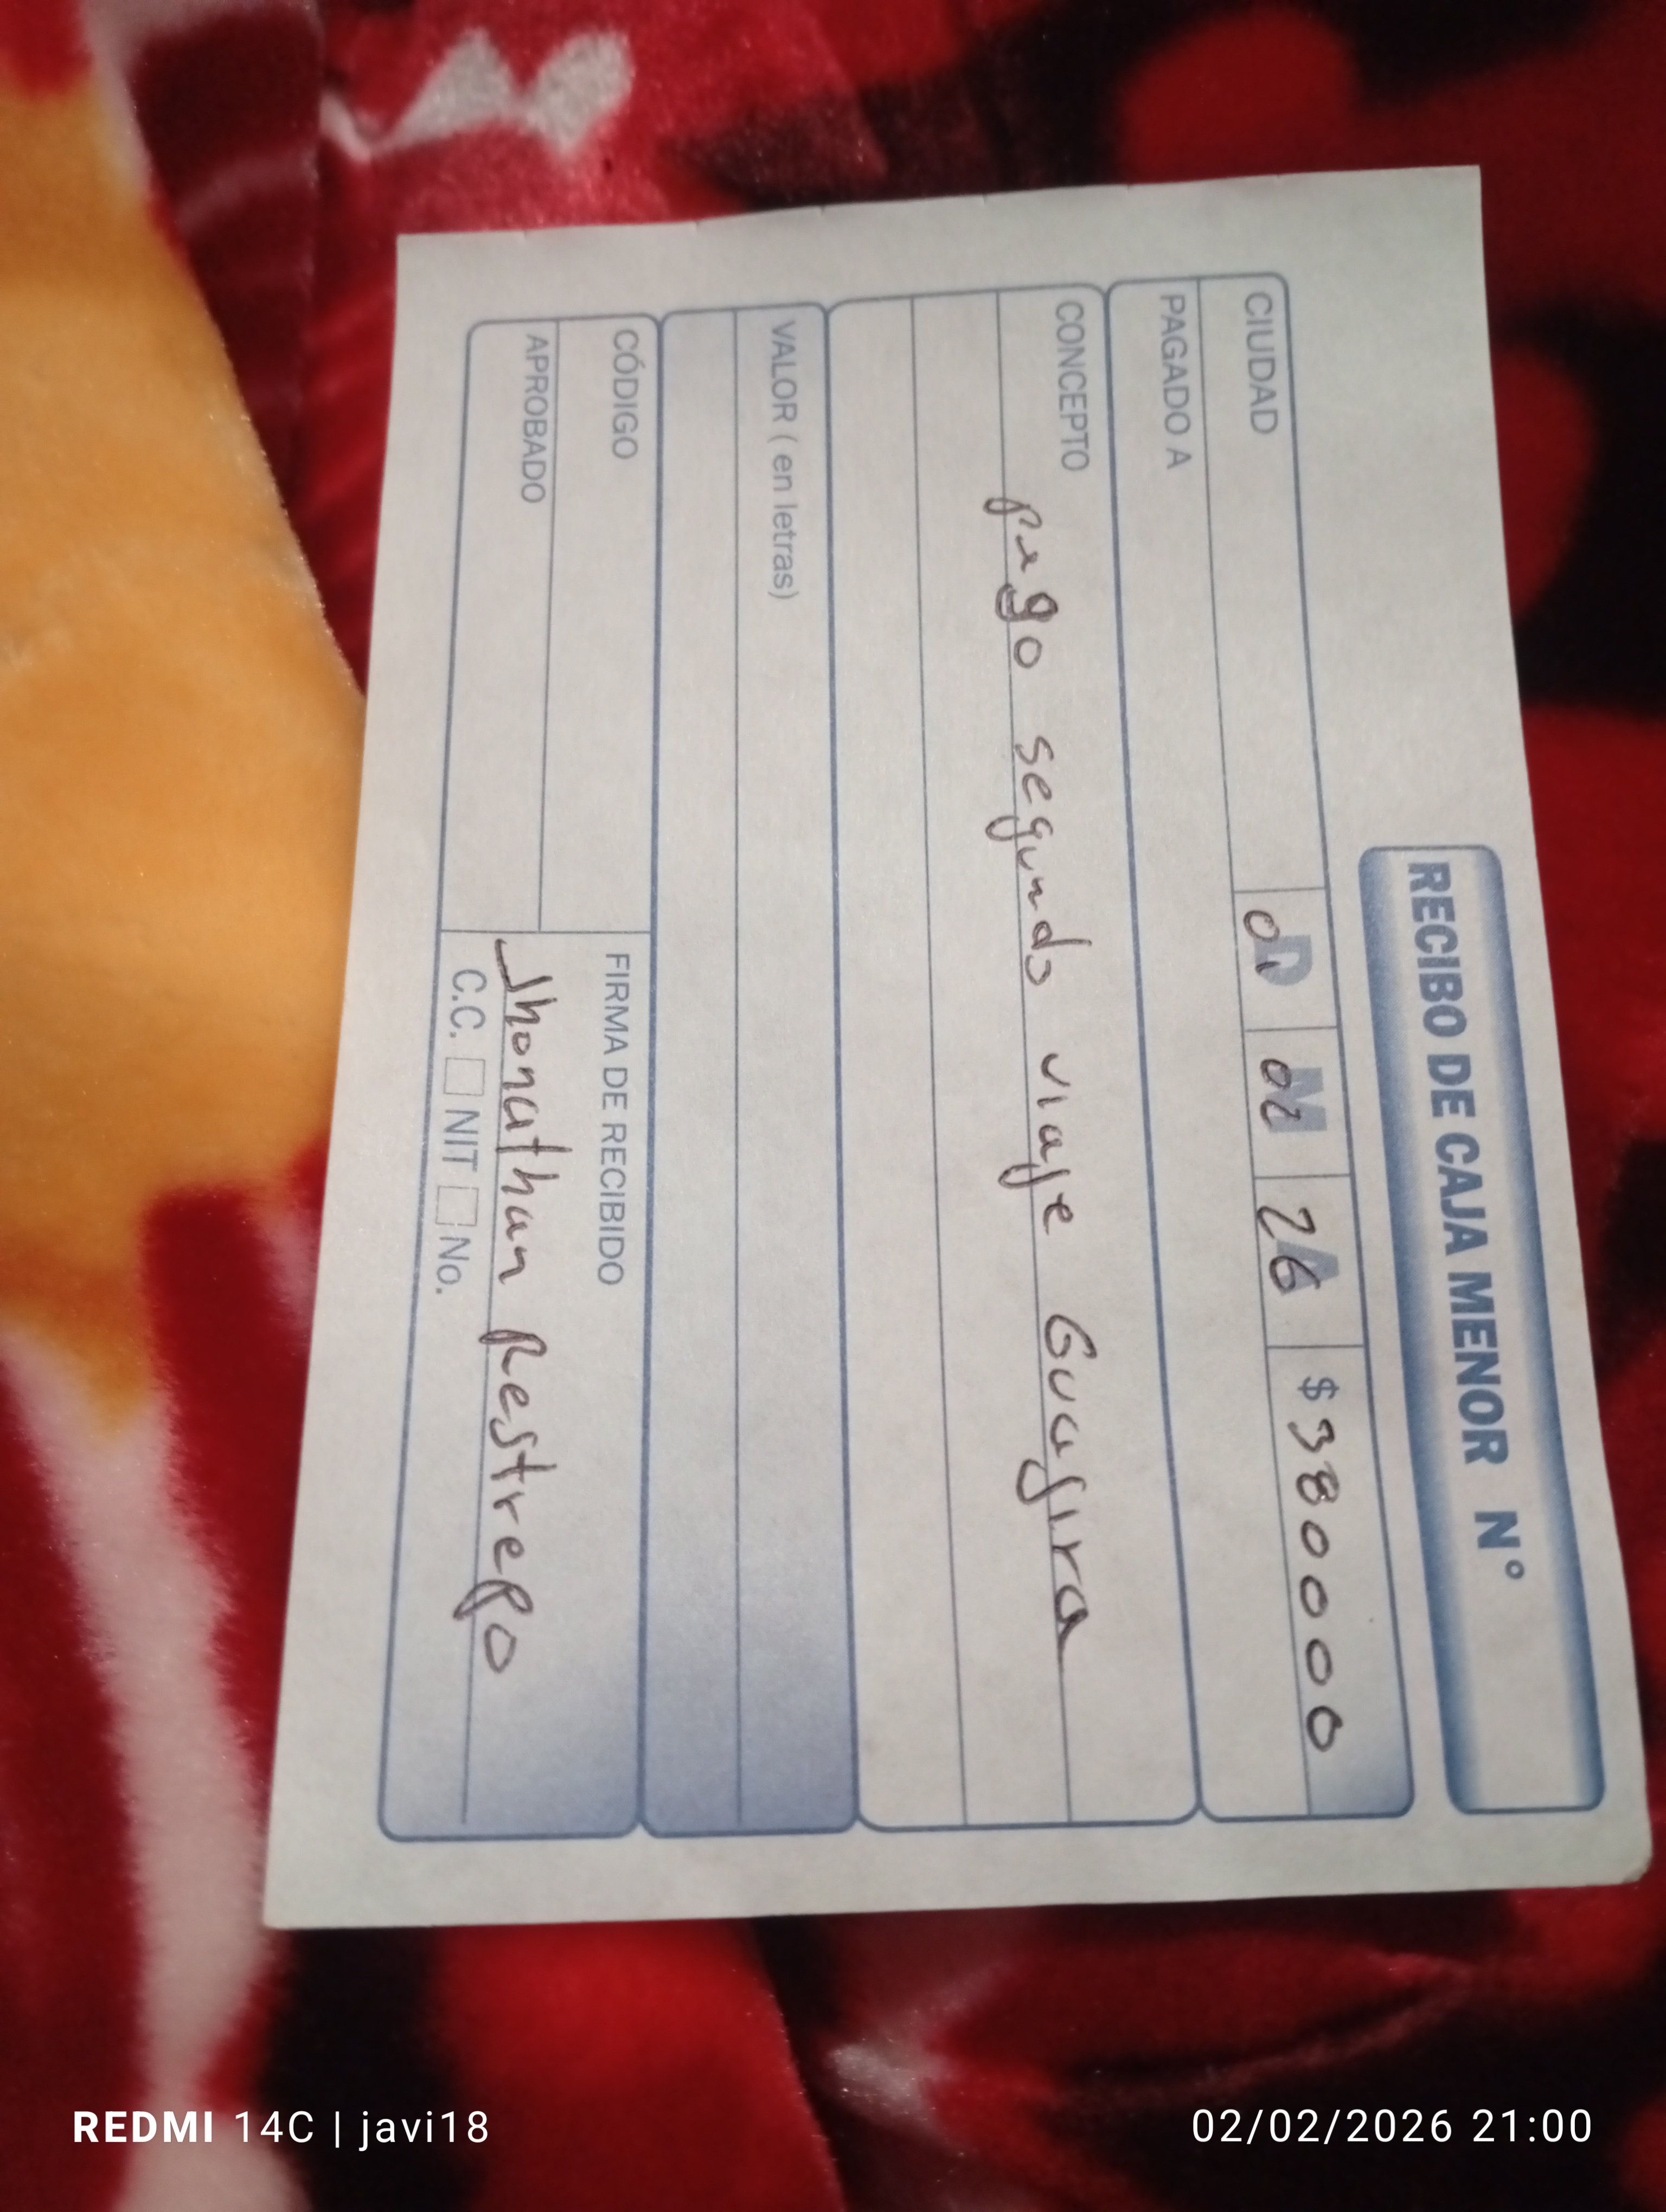 RECIBO DE CAJA MENOR N°
CIUDAD D 01 M 02 A 26 $ 380000
PAGADO A
CONCEPTO
pago segundo viaje Guajira
VALOR ( en letras)
CÓDIGO
FIRMA DE RECIBIDO
APROBADO
Jhonathan Restrepo
C.C. NIT No.
REDMI 14C | javi18
02/02/2026 21:00